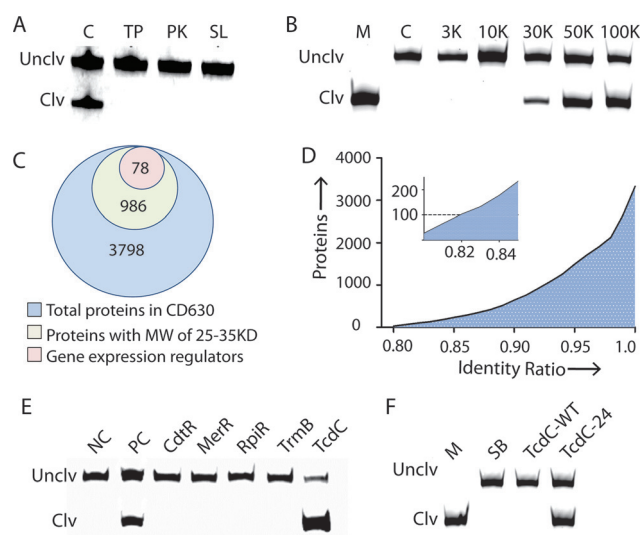 A
C TP PK SL
Unclv
Clv
B
M C 3K 10K 30K 50K 100K
Unclv
Clv
C
78
986
3798
Total proteins in CD630
Proteins with MW of 25-35KD
Gene expression regulators
D
Proteins
4000
3000
2000
1000
0
200
100
0.82 0.84
0.80 0.85 0.90 0.95 1.0
Identity Ratio
E
NC PC CdtR MetR RpiR TrmB TcdC
Unclv
Clv
F
M SB TcdC-WT TcdC-24
Unclv
Clv